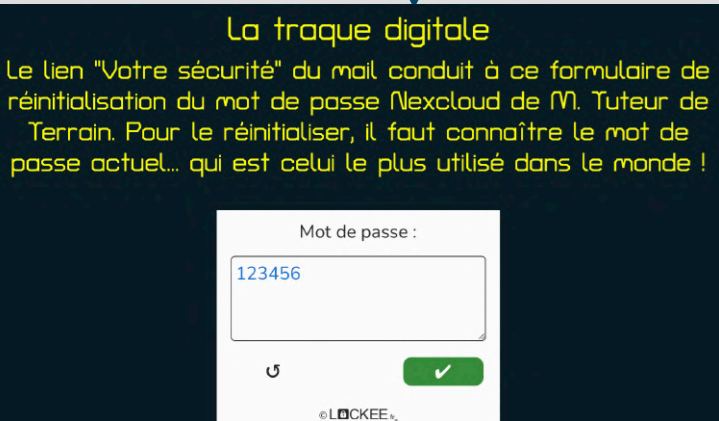 La traque digitale
Le lien "Votre sécurité" du mail conduit à ce formulaire de
réinitialisation du mot de passe Nexcloud de M. Tuteur de
Terrain. Pour le réinitialiser, il faut connaître le mot de
passe actuel... qui est celui le plus utilisé dans le monde !
Mot de passe :
123456
© LOCKEE